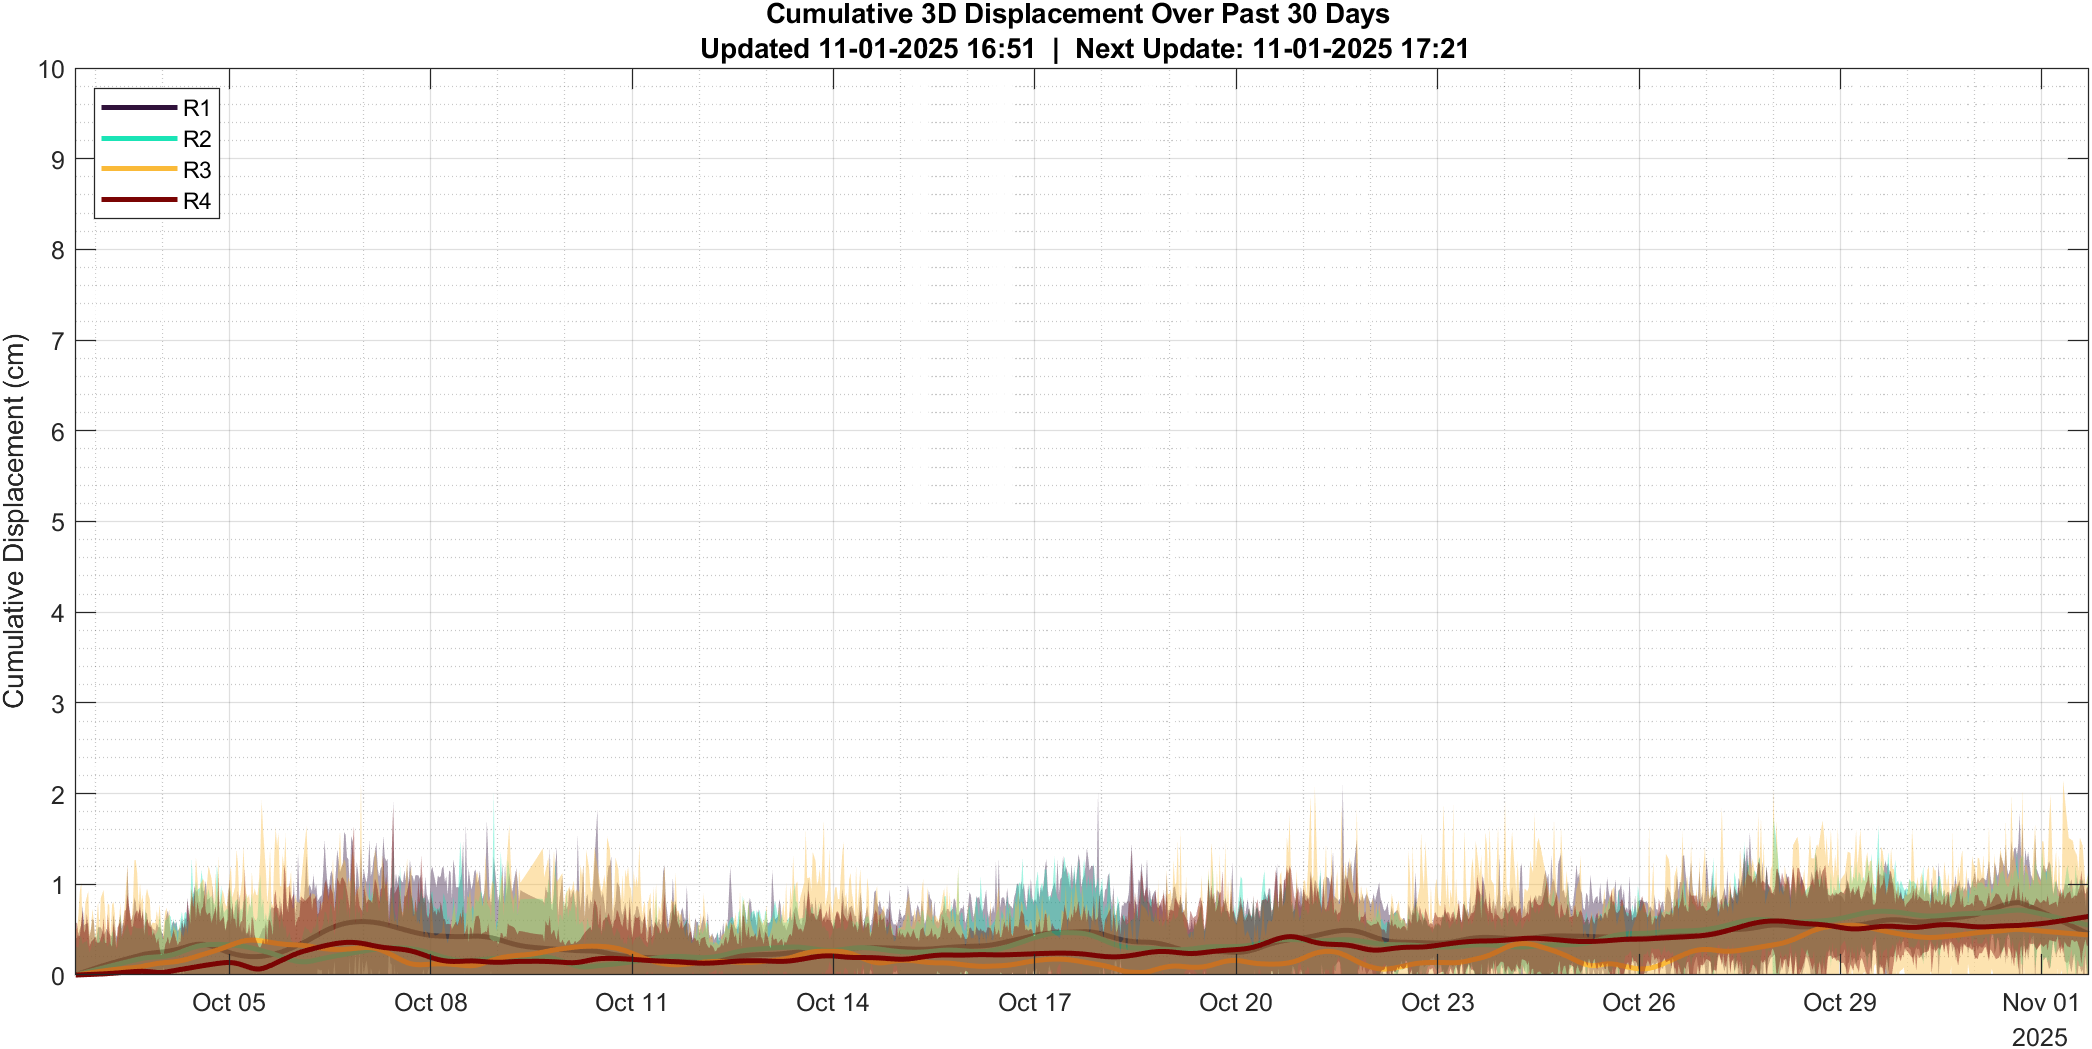 Cumulative 3D Displacement Over Past 30 Days
Updated 11-01-2025 16:51 | Next Update: 11-01-2025 17:21
R1
R2
R3
R4
Cumulative Displacement (cm)
10
9
8
7
6
5
4
3
2
1
0
Oct 05
Oct 08
Oct 11
Oct 14
Oct 17
Oct 20
Oct 23
Oct 26
Oct 29
Nov 01
2025